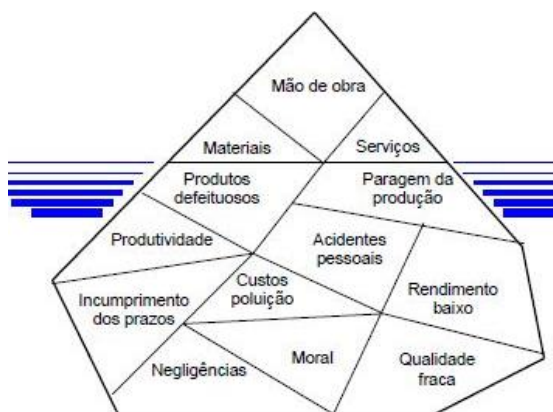 Mão de obra
Materiais
Serviços
Produtos
defeituosos
Paragem da
produção
Produtividade
Acidentes
pessoais
Custos
poluição
Incumprimento
dos prazos
Rendimento
baixo
Negligências
Moral
Qualidade
fraca